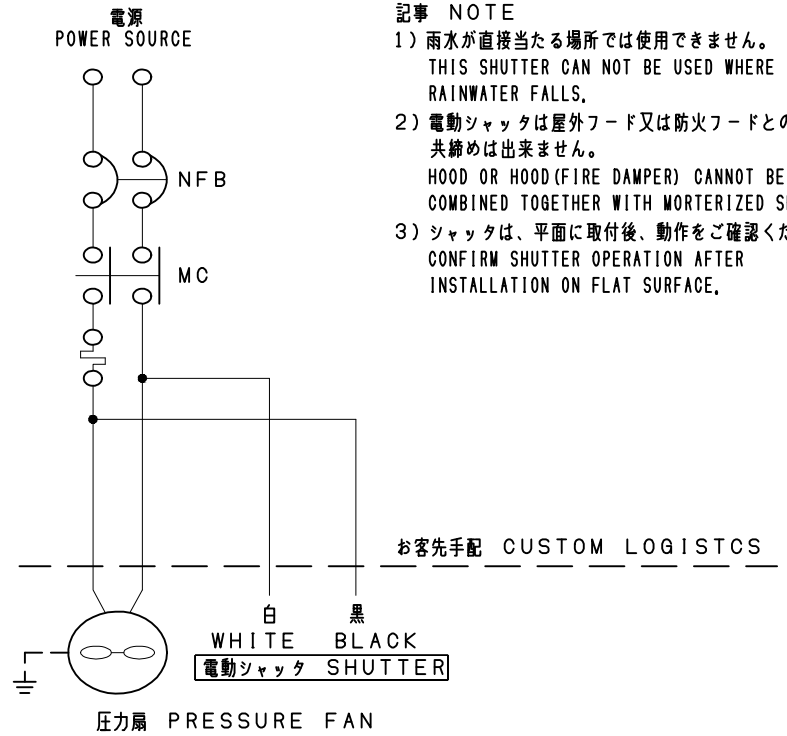 電源
POWER SOURCE
NFB
MC
記事 NOTE
1) 雨水が直接当たる場所では使用できません。
THIS SHUTTER CAN NOT BE USED WHERE
RAINWATER FALLS.
2) 電動シャッタは屋外フード又は防火フードとの
共締めは出来ません。
HOOD OR HOOD(FIRE DAMPER) CANNOT BE
COMBINED TOGETHER WITH MORTERIZED
3) シャッタは、平面に取付後、動作をご確認くだ
CONFIRM SHUTTER OPERATION AFTER
INSTALLATION ON FLAT SURFACE.
お客先手配 CUSTOM LOGISTCS
白 黒
WHITE BLACK
電動シャッタ SHUTTER
圧力扇 PRESSURE FAN